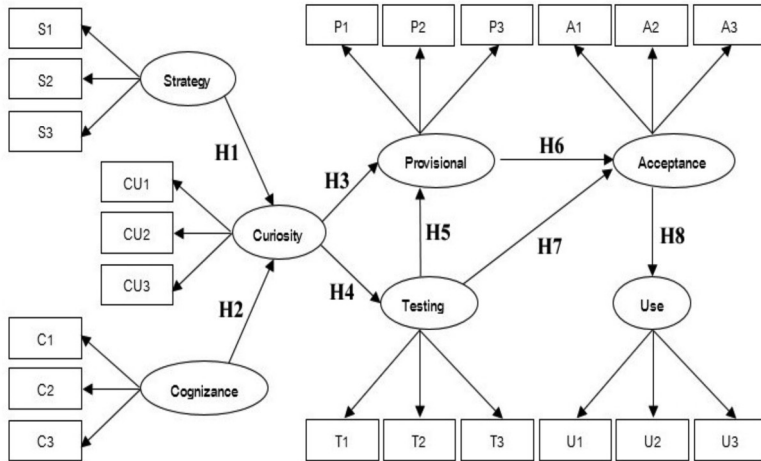 S1
S2
S3
Strategy
P1
P2
P3
A1
A2
A3
H1
CU1
CU2
CU3
Curiosity
H3
Provisional
H6
Acceptance
H5
H7
H8
H2
H4
Testing
Use
C1
C2
C3
Cognizance
T1
T2
T3
U1
U2
U3